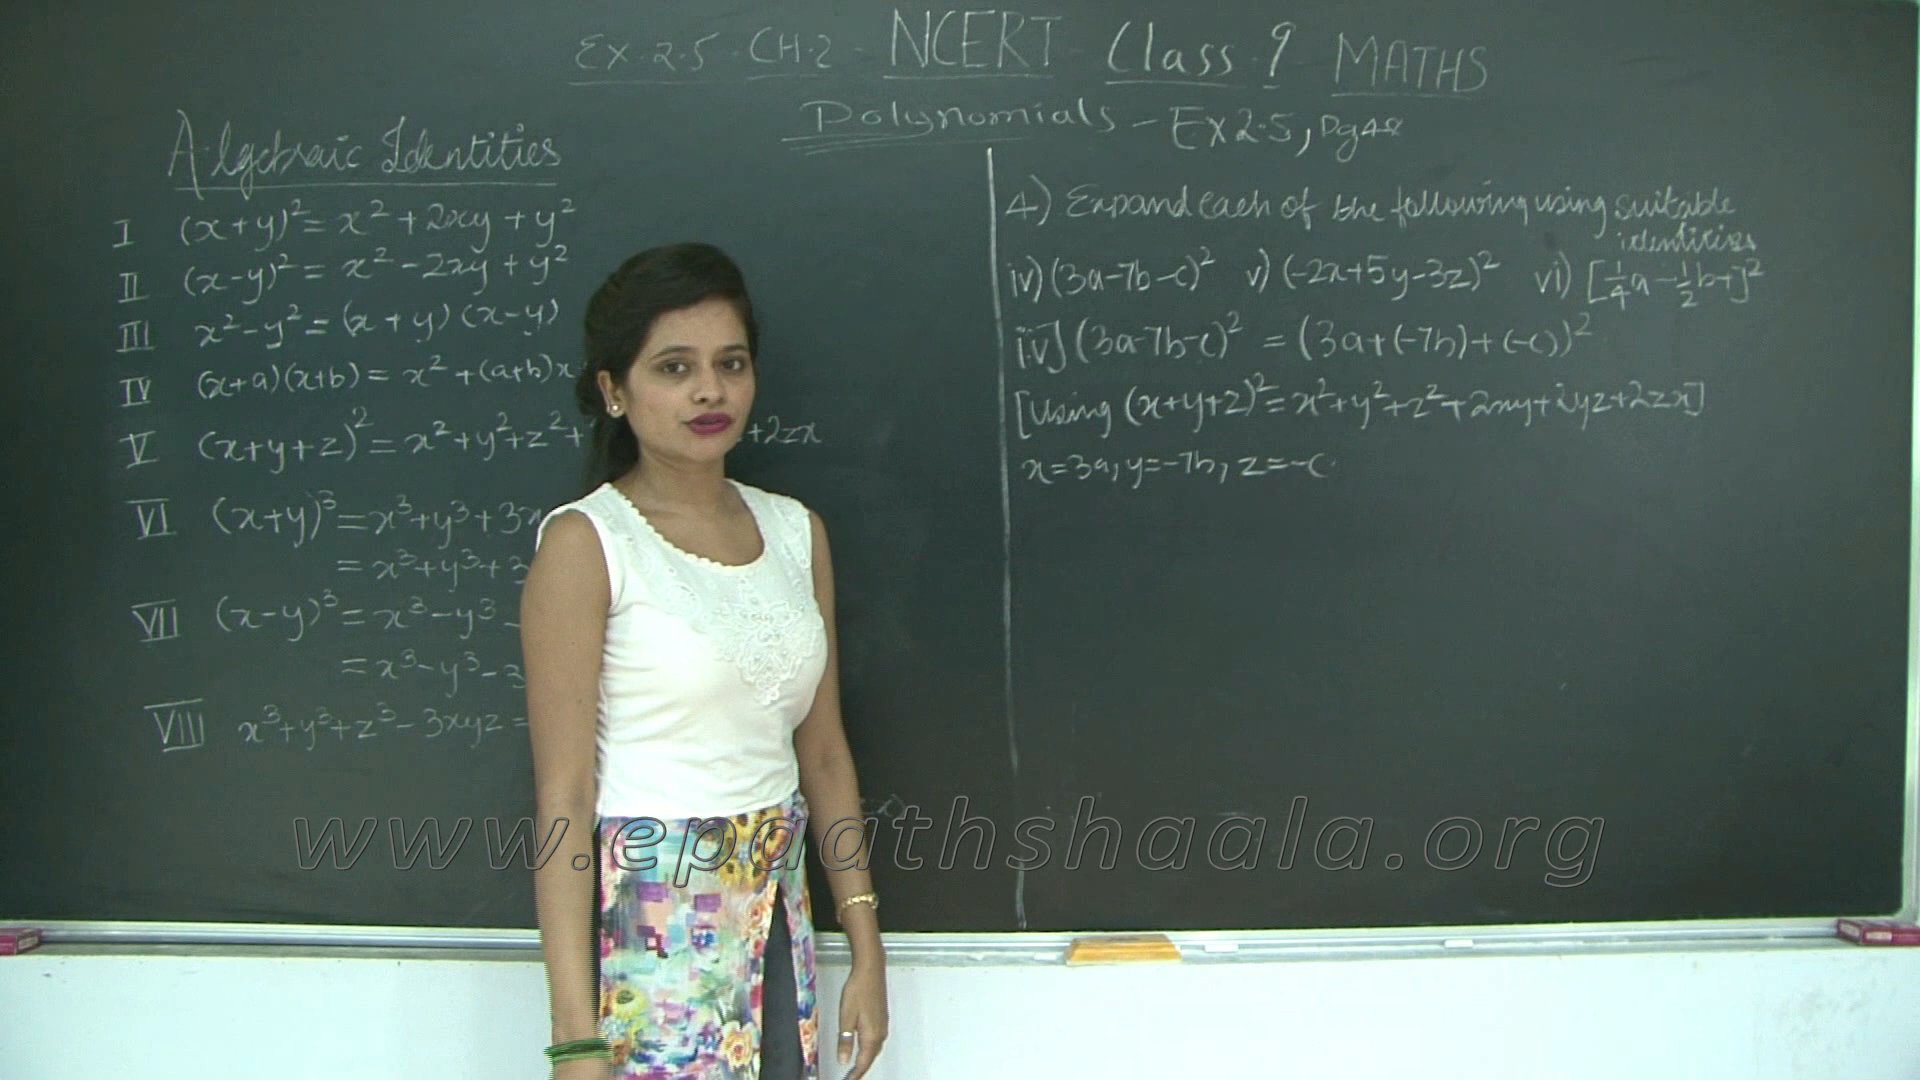 Ex.2.5 - CH.2 - NCERT - Class.9 MATHS
Polynomials - Ex2.5, Pg48
Algebraic Identities
I (x+y)² = x² + 2xy + y²
II (x-y)² = x² - 2xy + y²
III x² - y² = (x+y) (x-y)
IV (x+a)(x+b) = x² + (a+b)x
V (x+y+z)² = x² + y² + z² + +2zx
VI (x+y)³ = x³ + y³ + 3x
= x³ + y³ + 3
VII (x-y)³ = x³ - y³ -
= x³ - y³ - 3
VIII x³ + y³ + z³ - 3xyz =
4) Expand each of the following using suitable
identities
iv) (3a-7b-c)² v) (-2x+5y-3z)² vi) [1/4a - 1/2b+1]²
iv] (3a-7b-c)² = (3a+(-7b)+(-c))²
[Using (x+y+z)² = x²+y²+z²+2xy+2yz+2zx]
x=3a, y=-7b, z=-c.
www.epaathshaala.org